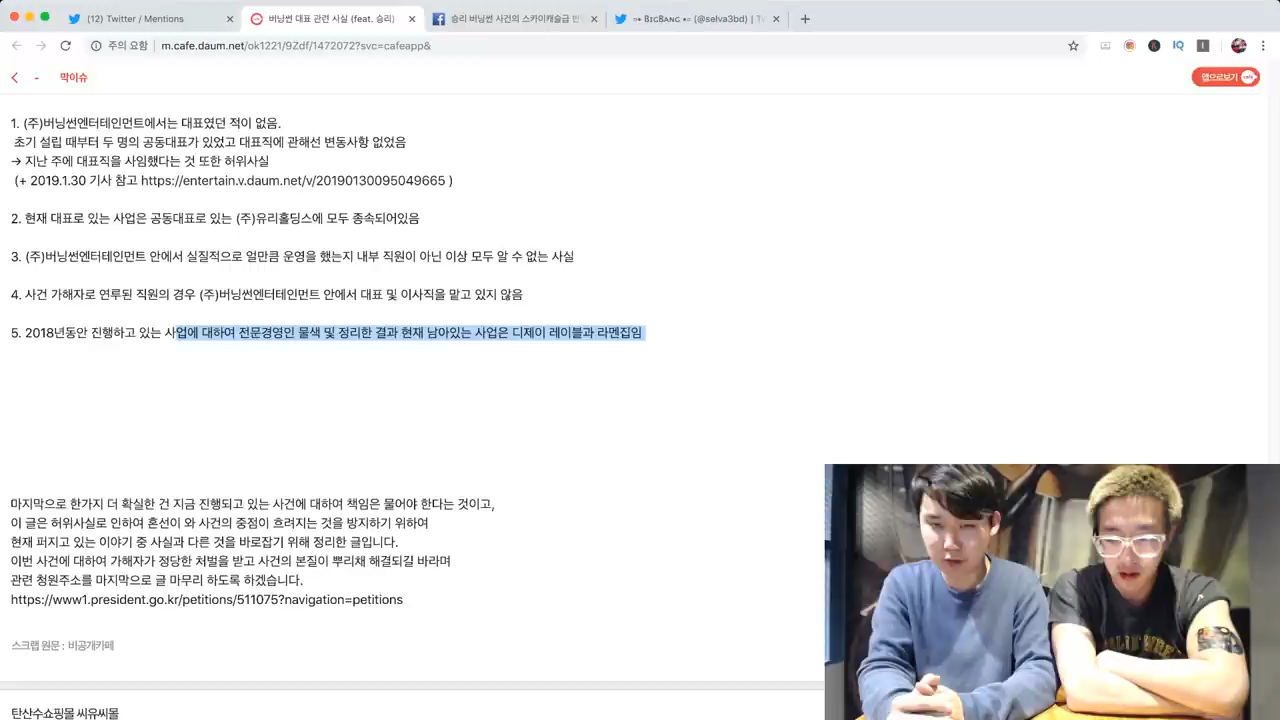 (12) Twitter / Mentions
버닝썬 대표 관련 사실 (feat. 승리)
승리 버닝썬 사건의 스카이캐슬급 반
BIGBANG (@selva3bd) | Tw
주의 요함 | m.cafe.daum.net/ok1221/9Zdf/1472072?svc=cafeapp&
IQ
- 막이슈
앱으로보기
1. (주)버닝썬엔터테인먼트에서는 대표였던 적이 없음.
초기 설립 때부터 두 명의 공동대표가 있었고 대표직에 관해선 변동사항 없었음
→ 지난 주에 대표직을 사임했다는 것 또한 허위사실
(+ 2019.1.30 기사 참고 https://entertain.v.daum.net/v/20190130095049665 )
2. 현재 대표로 있는 사업은 공동대표로 있는 (주)유리홀딩스에 모두 종속되어있음
3. (주)버닝썬엔터테인먼트 안에서 실질적으로 얼만큼 운영을 했는지 내부 직원이 아닌 이상 모두 알 수 없는 사실
4. 사건 가해자로 연루된 직원의 경우 (주)버닝썬엔터테인먼트 안에서 대표 및 이사직을 맡고 있지 않음
5. 2018년동안 진행하고 있는 사업에 대하여 전문경영인 물색 및 정리한 결과 현재 남아있는 사업은 디제이 레이블과 라멘집임
마지막으로 한가지 더 확실한 건 지금 진행되고 있는 사건에 대하여 책임은 물어야 한다는 것이고,
이 글은 허위사실로 인하여 혼선이 와 사건의 중점이 흐려지는 것을 방지하기 위하여
현재 퍼지고 있는 이야기 중 사실과 다른 것을 바로잡기 위해 정리한 글입니다.
이번 사건에 대하여 가해자가 정당한 처벌을 받고 사건의 본질이 뿌리채 해결되길 바라며
관련 청원주소를 마지막으로 글 마무리 하도록 하겠습니다.
https://www1.president.go.kr/petitions/511075?navigation=petitions
스크랩 원문 : 비공개카페
탄산수쇼핑몰 씨유씨몰